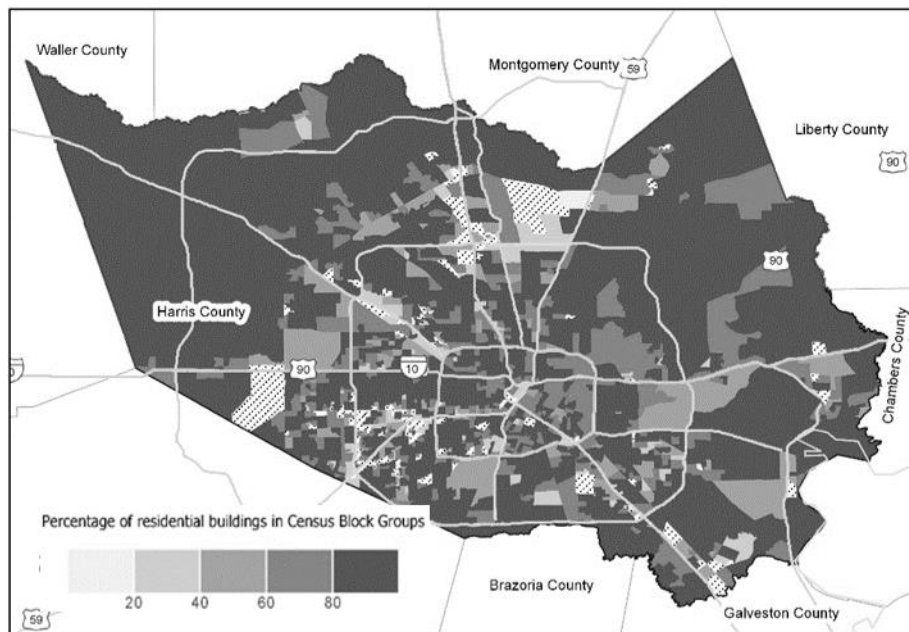 Waller County
Montgomery County
59
Liberty County
90
90
Harris County
90
10
Chambers County
Percentage of residential buildings in Census Block Groups
20 40 60 80
Brazoria County
59
Galveston County